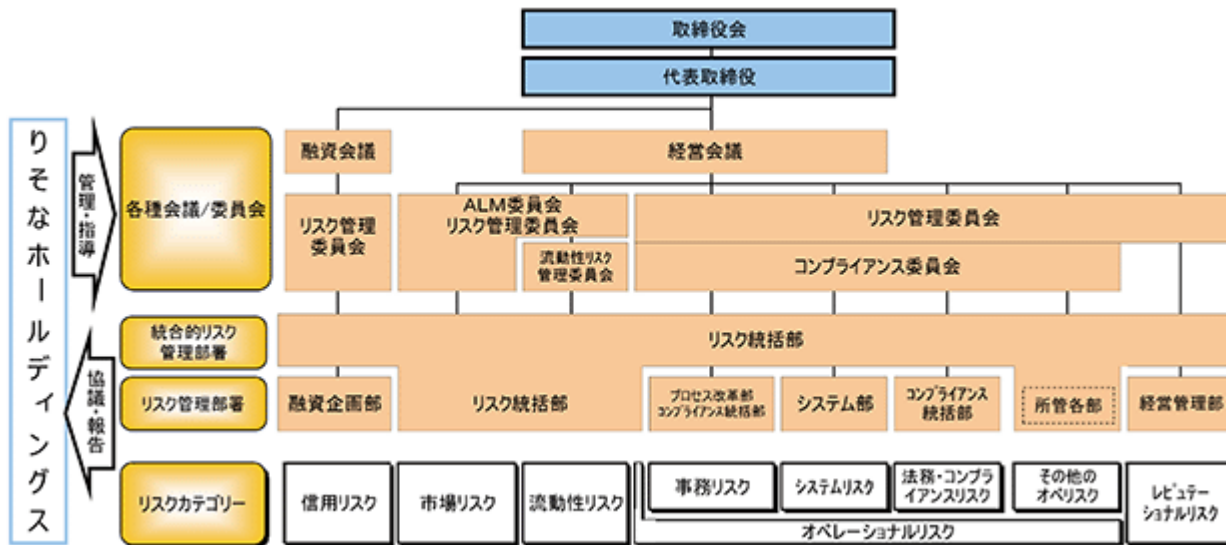 取締役会
代表取締役
りそなホールディングス
管理・指導
協議・報告
各種会議/委員会
融資会議
経営会議
リスク管理
委員会
ALM委員会
リスク管理委員会
流動性リスク
管理委員会
リスク管理委員会
コンプライアンス委員会
統合的リスク
管理部署
リスク統括部
リスク管理部署
融資企画部
リスク統括部
プロセス改革部
コンプライアンス統括部
システム部
コンプライアンス
統括部
所管各部
経営管理部
リスクカテゴリー
信用リスク
市場リスク
流動性リスク
事務リスク
システムリスク
法務・コンプラ
イアンスリスク
その他の
オペリスク
オペレーショナルリスク
レピュテー
ショナルリスク